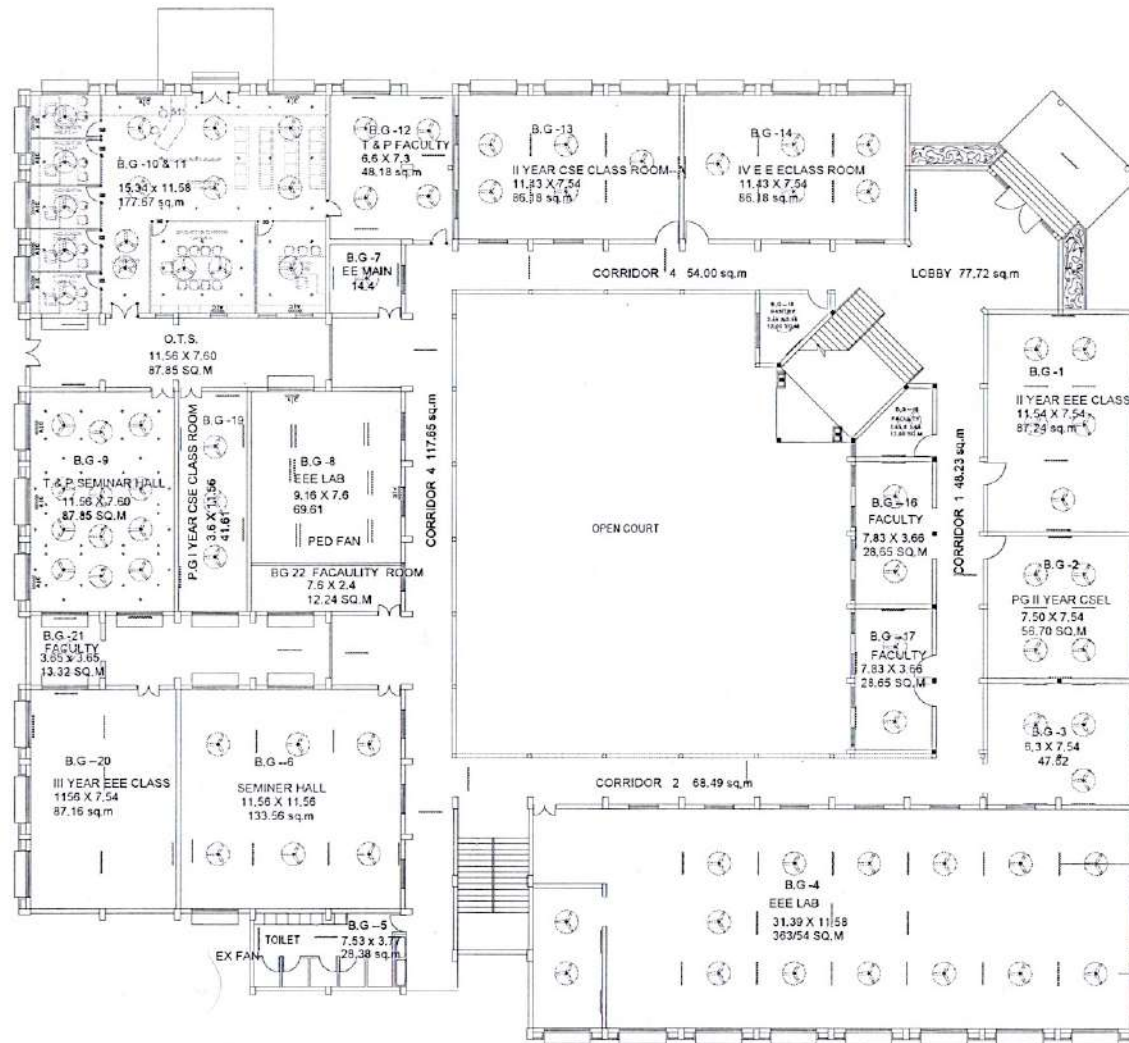 B.G -10 & 11
15.34 x 11.58
177.67 sq.m
B.G -12
T & P FACULTY
6.6 X 7.3
48.18 sq.m
B.G -13
II YEAR CSE CLASS ROOM
11.43 X 7.54
86.18 sq.m
B.G -14
IV E E ECLASS ROOM
11.43 X 7.54
86.18 sq.m
B.G -7
EE MAIN
14.4
CORRIDOR 4 54.00 sq.m
LOBBY 77.72 sq.m
O.T.S.
11.56 X 7.60
87.85 SQ.M
B.G -1
II YEAR EEE CLASS
11.54 X 7.54
87.24 sq.m
FACULTY
B.G -9
T & P SEMINAR HALL
11.56 X 7.60
87.85 SQ.M
B.G -19
P.G I YEAR CSE CLASS ROOM
3.6 X 11.56
41.61
B.G -8
EEE LAB
9.16 X 7.6
69.61
PED FAN
CORRIDOR 4 117.65 sq.m
OPEN COURT
B.G -16
FACULTY
7.83 X 3.66
28.65 SQ.M
CORRIDOR 1 48.23 sq.m
B.G -2
PG II YEAR CSEL
7.50 X 7.54
56.70 SQ.M
BG 22 FACAULITY ROOM
7.6 X 2.4
12.24 SQ.M
B.G -21
FACULTY
3.65 x 3.65
13.32 SQ.M
B.G -17
FACULTY
7.83 X 3.66
28.65 SQ.M
B.G -3
6.3 X 7.54
47.52
B.G -20
III YEAR EEE CLASS
1156 X 7.54
87.16 sq.m
B.G -6
SEMINER HALL
11.56 X 11.56
133.56 sq.m
CORRIDOR 2 68.49 sq.m
B.G -4
EEE LAB
31.39 X 11.58
363/54 SQ.M
B.G -5
TOILET
7.53 x 3.77
28.38 sq.m
EX FAN